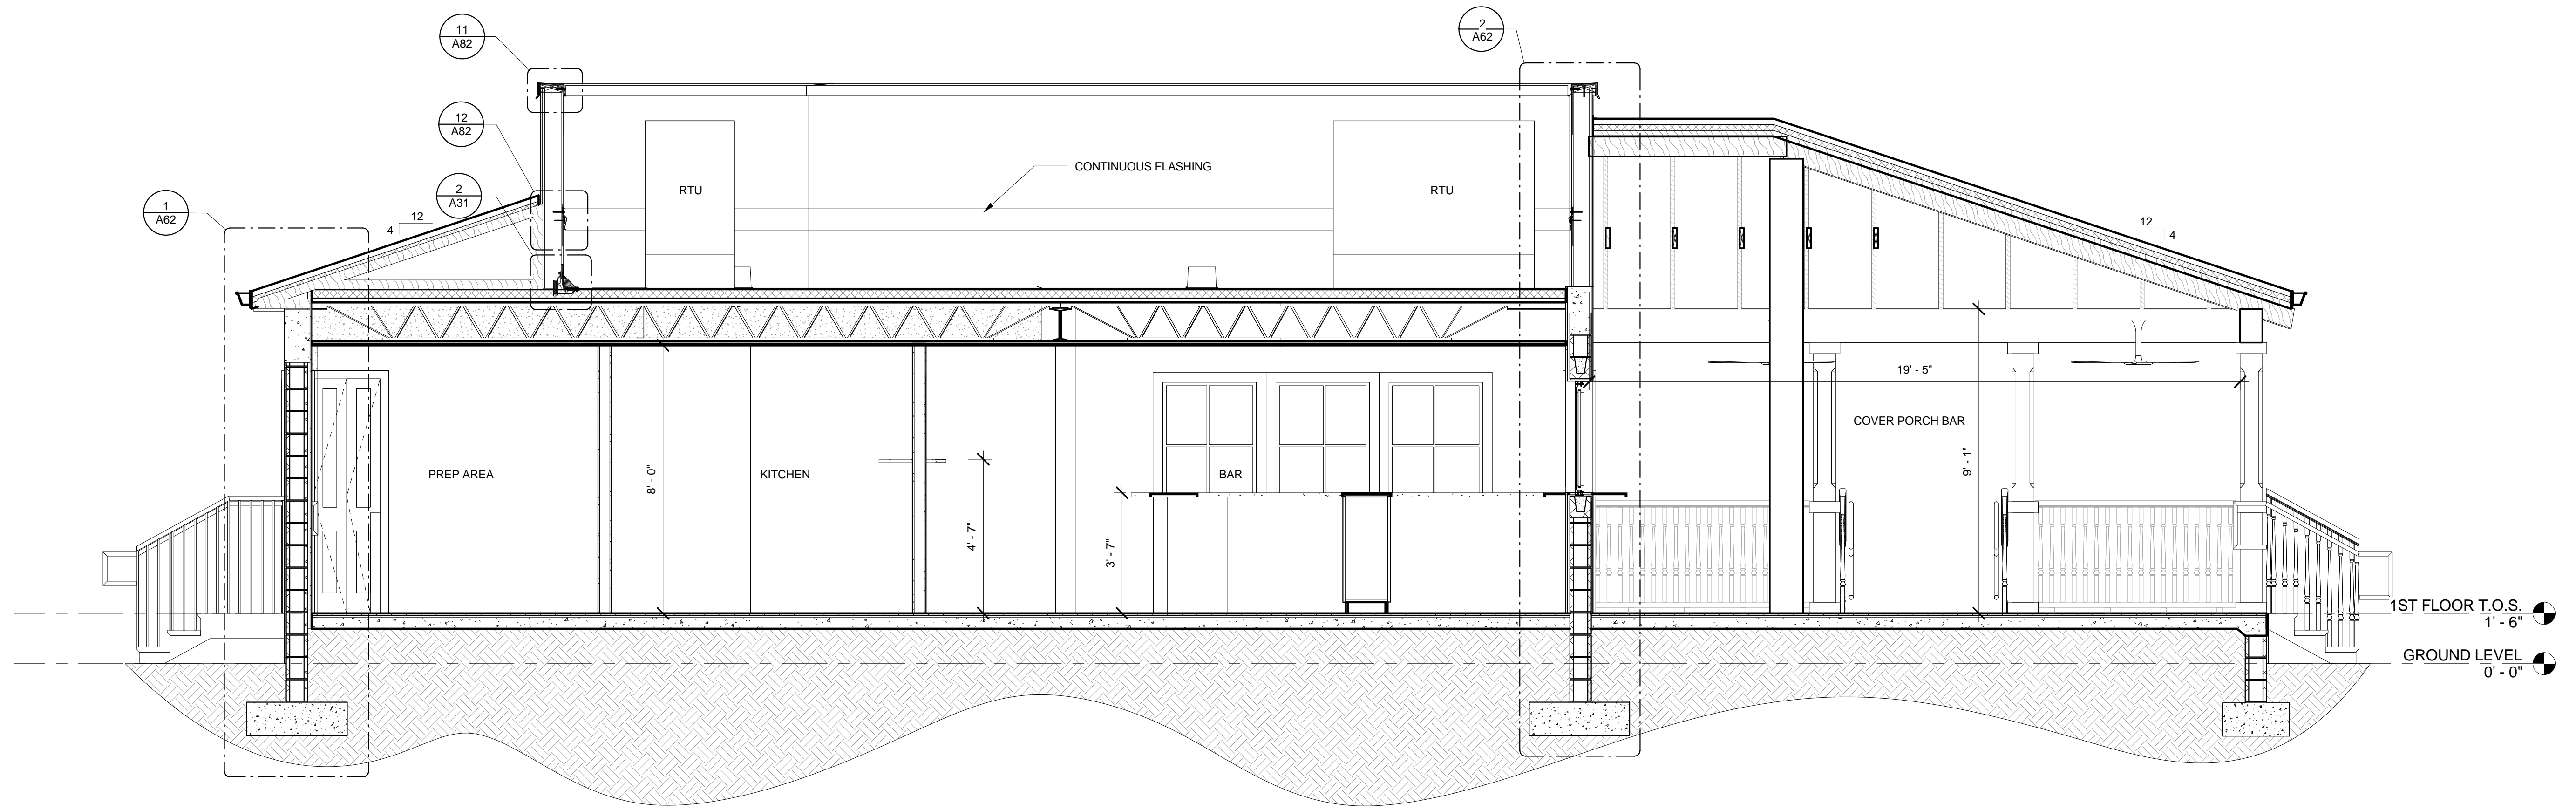 11
A82
2
A62
12
A82
CONTINUOUS FLASHING
2
A31
RTU
RTU
1
A62
12
4
12
4
19' - 5"
COVER PORCH BAR
PREP AREA
8' - 0"
KITCHEN
4' - 7"
BAR
3' - 7"
9' - 1"
1ST FLOOR T.O.S.
1' - 6"
GROUND LEVEL
0' - 0"